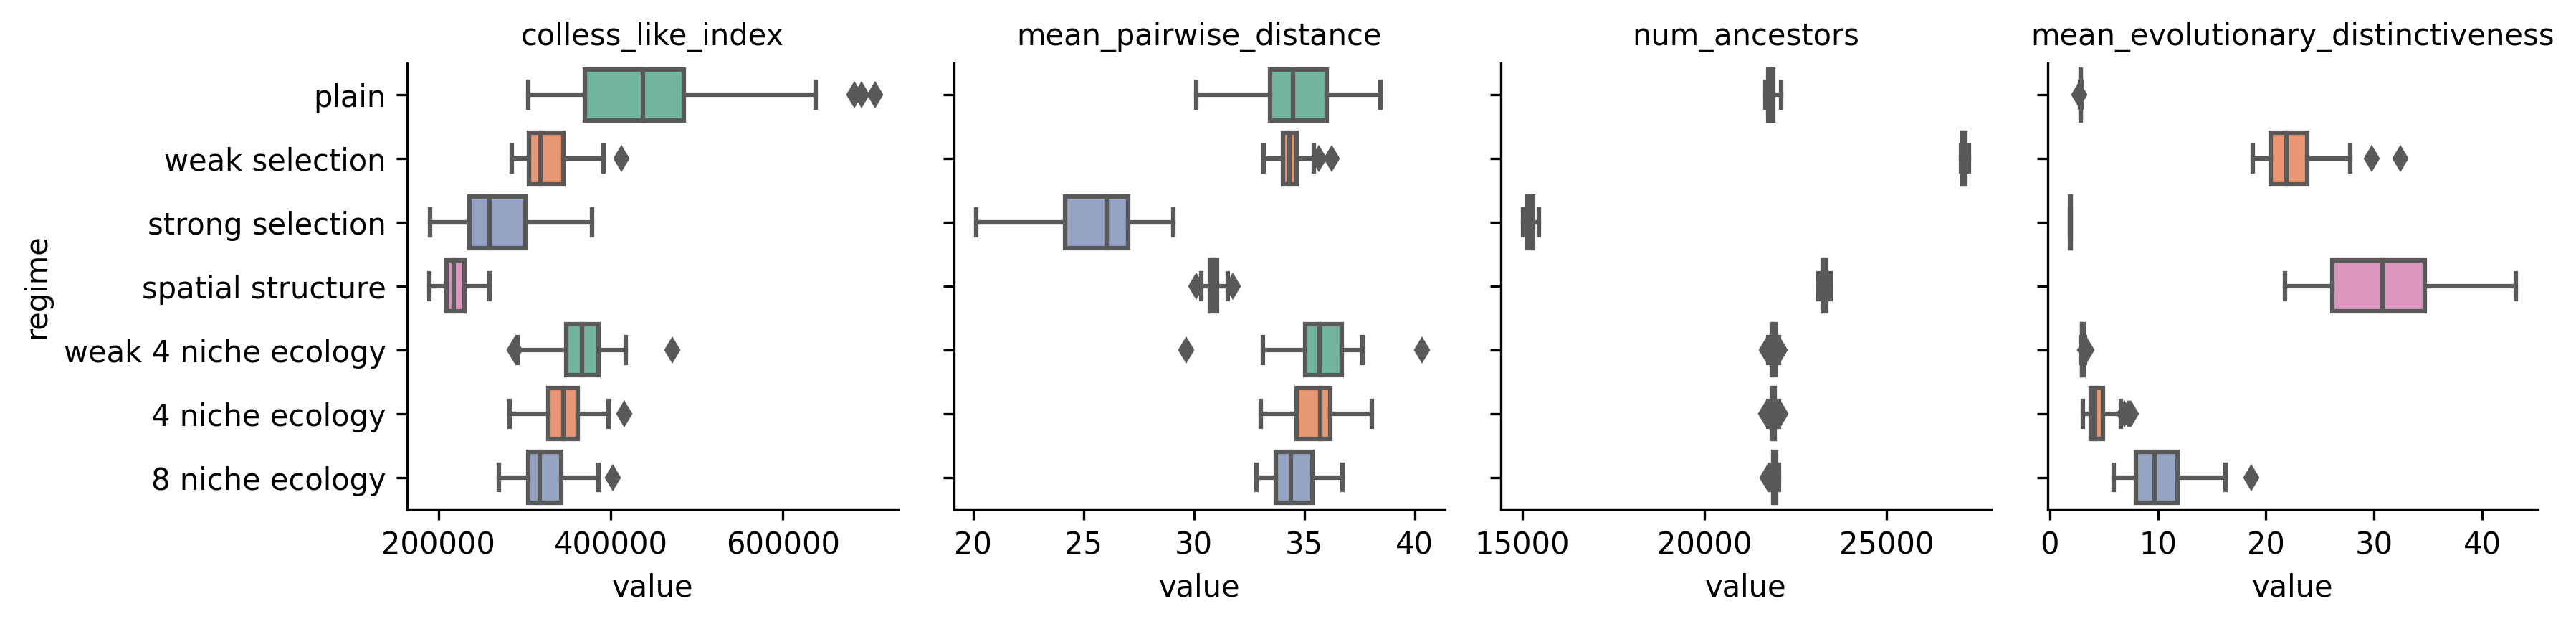 colless_like_index
mean_pairwise_distance
num_ancestors
mean_evolutionary_distinctiveness
regime
plain
weak selection
strong selection
spatial structure
weak 4 niche ecology
4 niche ecology
8 niche ecology
200000 400000 600000
20 25 30 35 40
15000 20000 25000
0 10 20 30 40
value
value
value
value